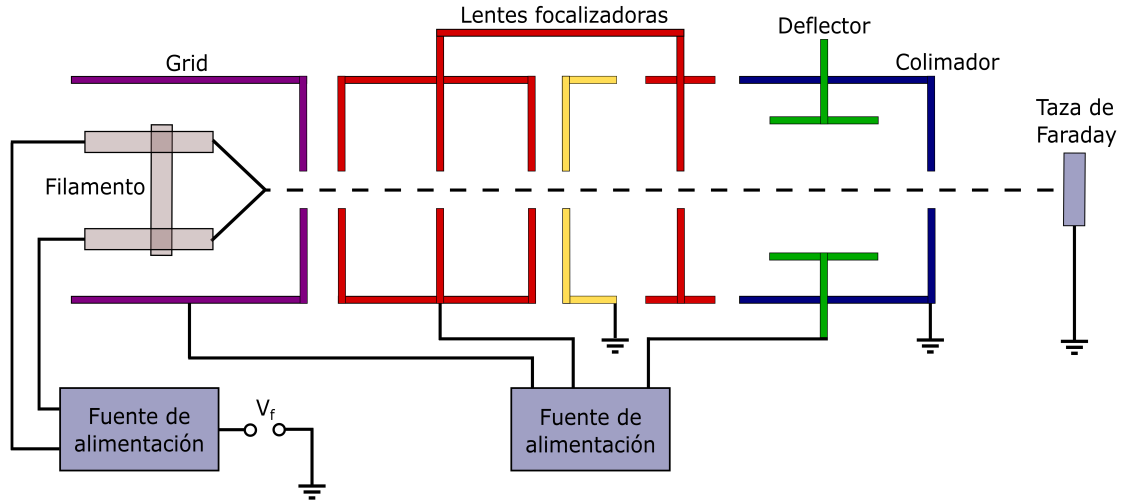 Lentes focalizadoras
Deflector
Grid
Colimador
Taza de
Faraday
Filamento
Fuente de
alimentación
Vf
Fuente de
alimentación